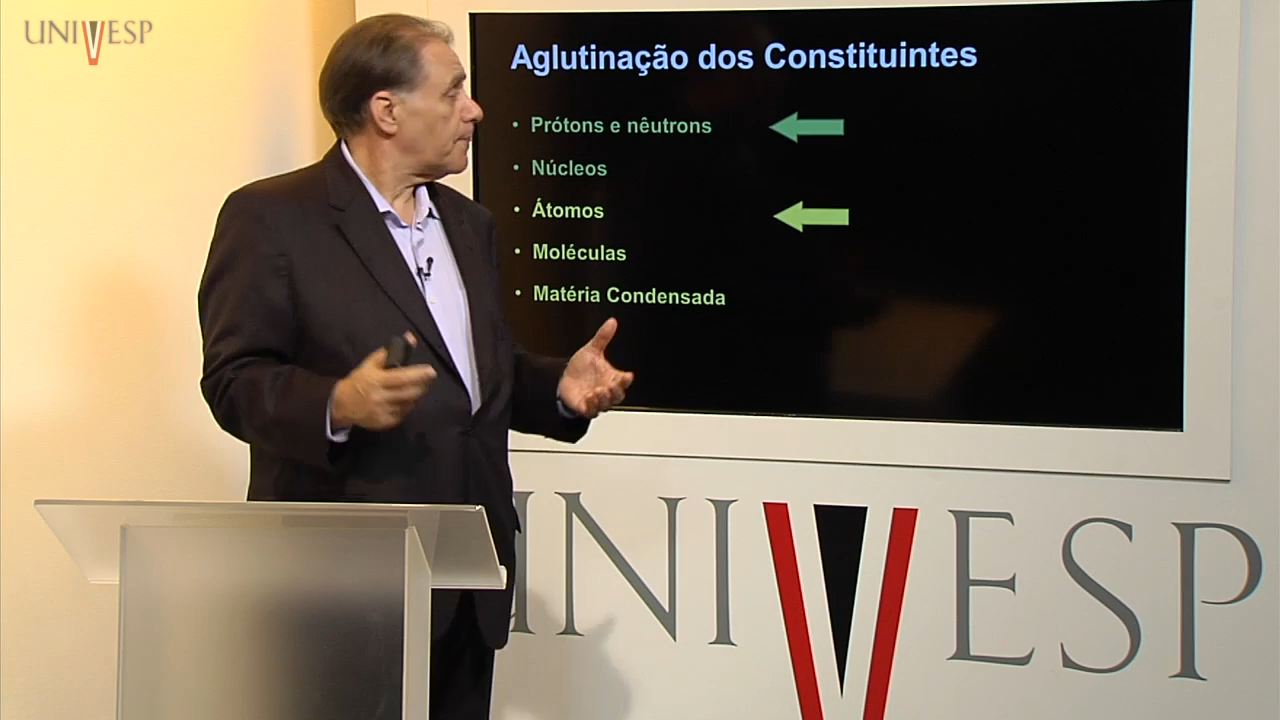 UNIVESP
Aglutinação dos Constituintes
• Prótons e nêutrons
• Núcleos
• Átomos
• Moléculas
• Matéria Condensada
UNIVESP